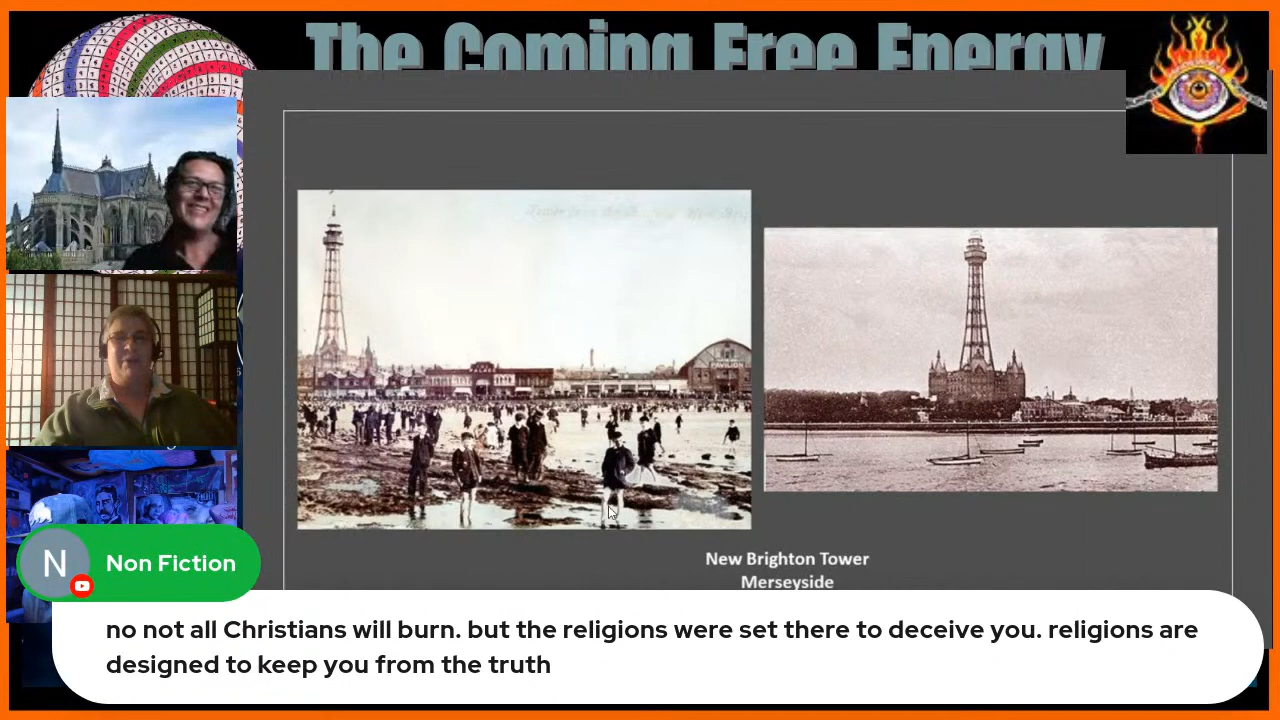 The Coming Free Energy
PAVILION
New Brighton Tower
Merseyside
N
Non Fiction
no not all Christians will burn. but the religions were set there to deceive you. religions are
designed to keep you from the truth